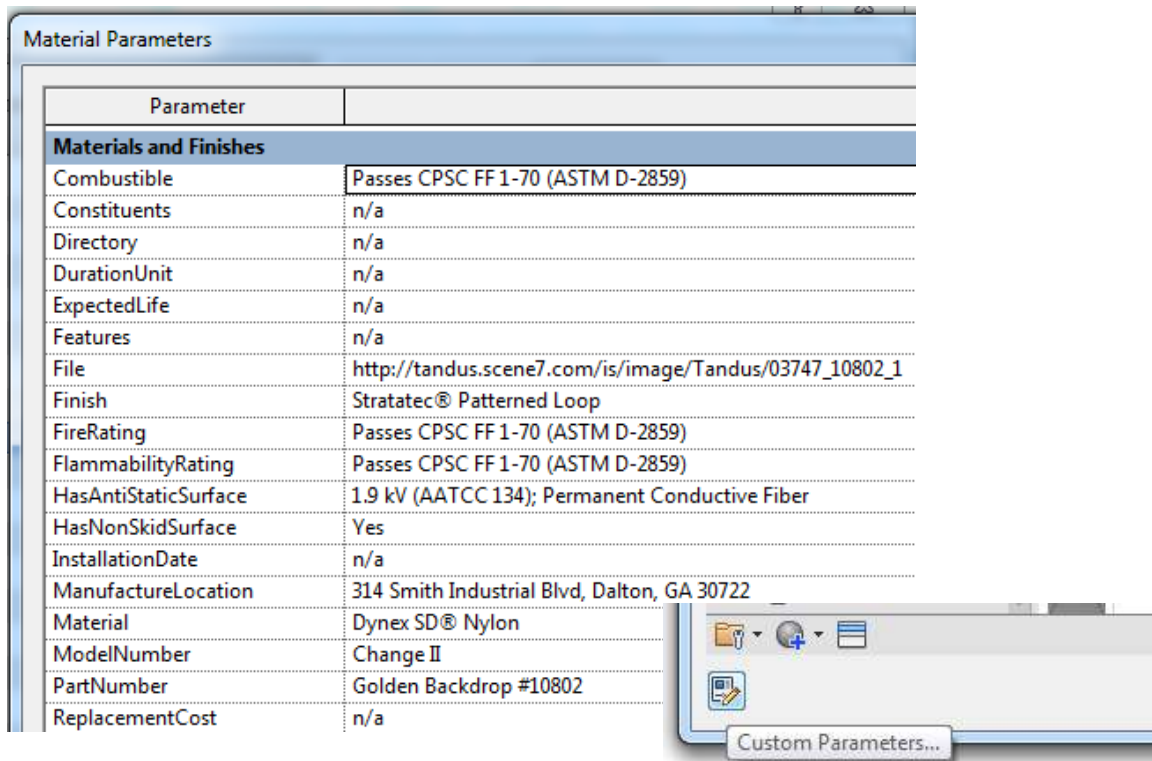 Material Parameters
Parameter
Materials and Finishes
Combustible Passes CPSC FF 1-70 (ASTM D-2859)
Constituents n/a
Directory n/a
DurationUnit n/a
ExpectedLife n/a
Features n/a
File http://tandus.scene7.com/is/image/Tandus/03747_10802_1
Finish Stratatec® Patterned Loop
FireRating Passes CPSC FF 1-70 (ASTM D-2859)
FlammabilityRating Passes CPSC FF 1-70 (ASTM D-2859)
HasAntiStaticSurface 1.9 kV (AATCC 134); Permanent Conductive Fiber
HasNonSkidSurface Yes
InstallationDate n/a
ManufactureLocation 314 Smith Industrial Blvd, Dalton, GA 30722
Material Dynex SD® Nylon
ModelNumber Change II
PartNumber Golden Backdrop #10802
ReplacementCost n/a
Custom Parameters...